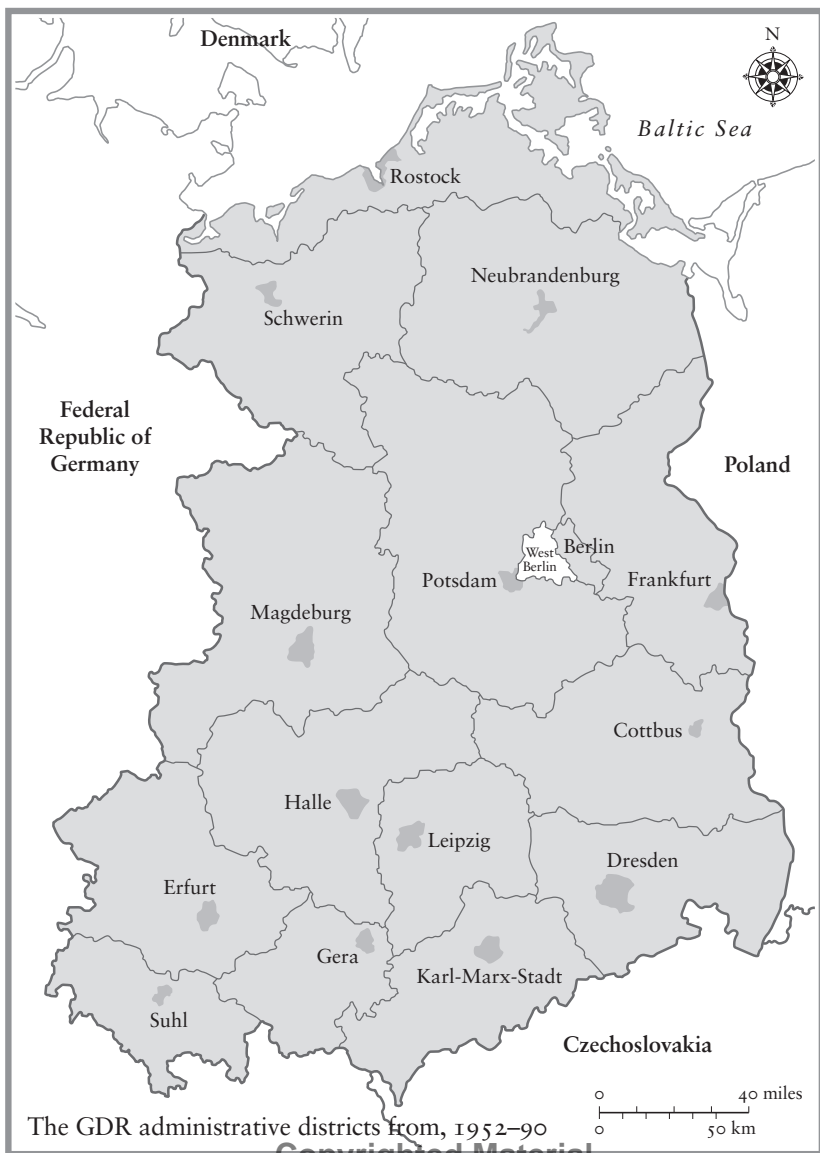 Denmark
N
Baltic Sea
Rostock
Neubrandenburg
Schwerin
Federal
Republic of
Germany
Poland
West
Berlin
Berlin
Potsdam
Frankfurt
Magdeburg
Cottbus
Halle
Leipzig
Dresden
Erfurt
Gera
Karl-Marx-Stadt
Suhl
Czechoslovakia
0 40 miles
0 50 km
The GDR administrative districts from, 1952–90
Copyrighted Material